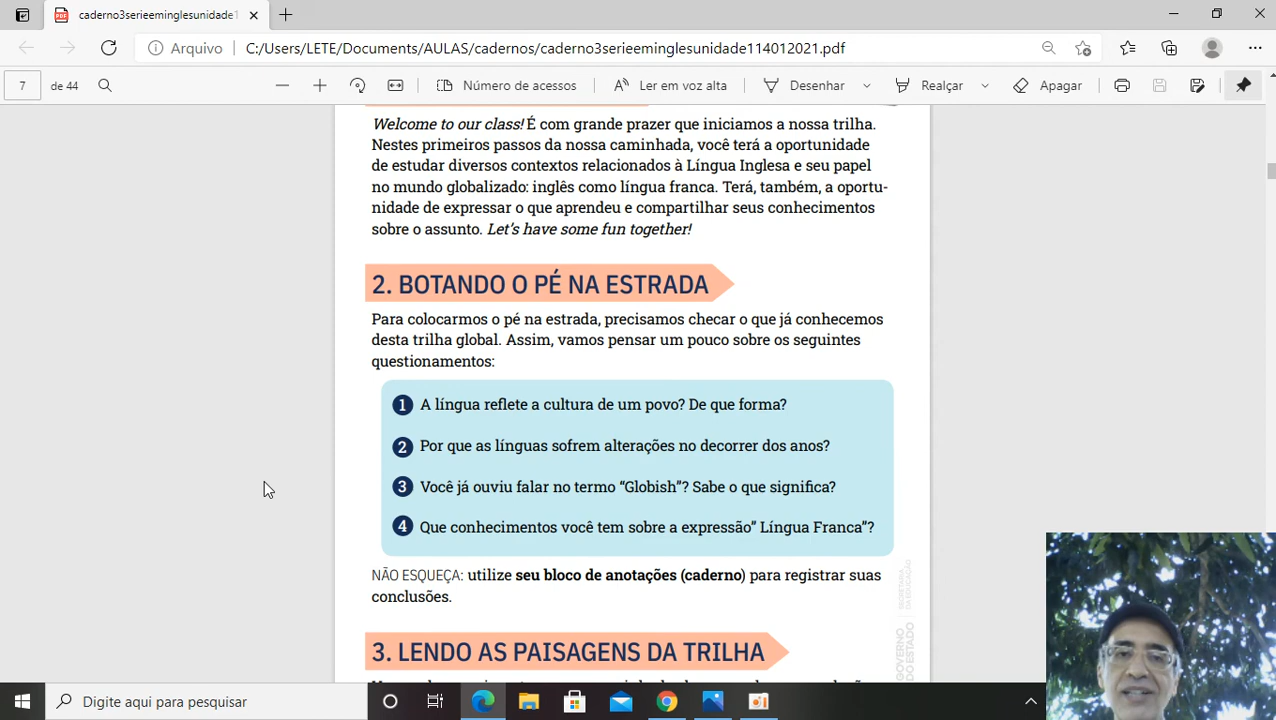 caderno3serieeminglesunidade1
Arquivo
C:/Users/LETE/Documents/AULAS/cadernos/caderno3serieeminglesunidade114012021.pdf
7 de 44
Número de acessos
Ler em voz alta
Desenhar
Realçar
Apagar
Welcome to our class! É com grande prazer que iniciamos a nossa trilha.
Nestes primeiros passos da nossa caminhada, você terá a oportunidade
de estudar diversos contextos relacionados à Língua Inglesa e seu papel
no mundo globalizado: inglês como língua franca. Terá, também, a oportu-
nidade de expressar o que aprendeu e compartilhar seus conhecimentos
sobre o assunto. Let's have some fun together!
2. BOTANDO O PÉ NA ESTRADA
Para colocarmos o pé na estrada, precisamos checar o que já conhecemos
desta trilha global. Assim, vamos pensar um pouco sobre os seguintes
questionamentos:
1 A língua reflete a cultura de um povo? De que forma?
2 Por que as línguas sofrem alterações no decorrer dos anos?
3 Você já ouviu falar no termo “Globish”? Sabe o que significa?
4 Que conhecimentos você tem sobre a expressão” Língua Franca”?
NÃO ESQUEÇA: utilize seu bloco de anotações (caderno) para registrar suas
conclusões.
SECRETARIA
DA EDUCAÇÃO
GOVERNO
DO ESTADO
3. LENDO AS PAISAGENS DA TRILHA
Digite aqui para pesquisar